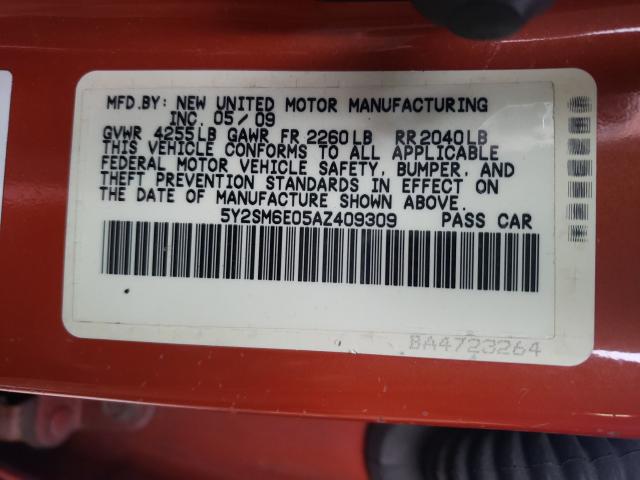 MFD.BY: NEW UNITED MOTOR MANUFACTURING
INC. 05/09
GVWR 4255LB GAWR FR 2260LB RR2040LB
THIS VEHICLE CONFORMS TO ALL APPLICABLE
FEDERAL MOTOR VEHICLE SAFETY, BUMPER, AND
THEFT PREVENTION STANDARDS IN EFFECT ON
THE DATE OF MANUFACTURE SHOWN ABOVE.
5Y2SM6E05AZ409309 PASS CAR
BA4723264